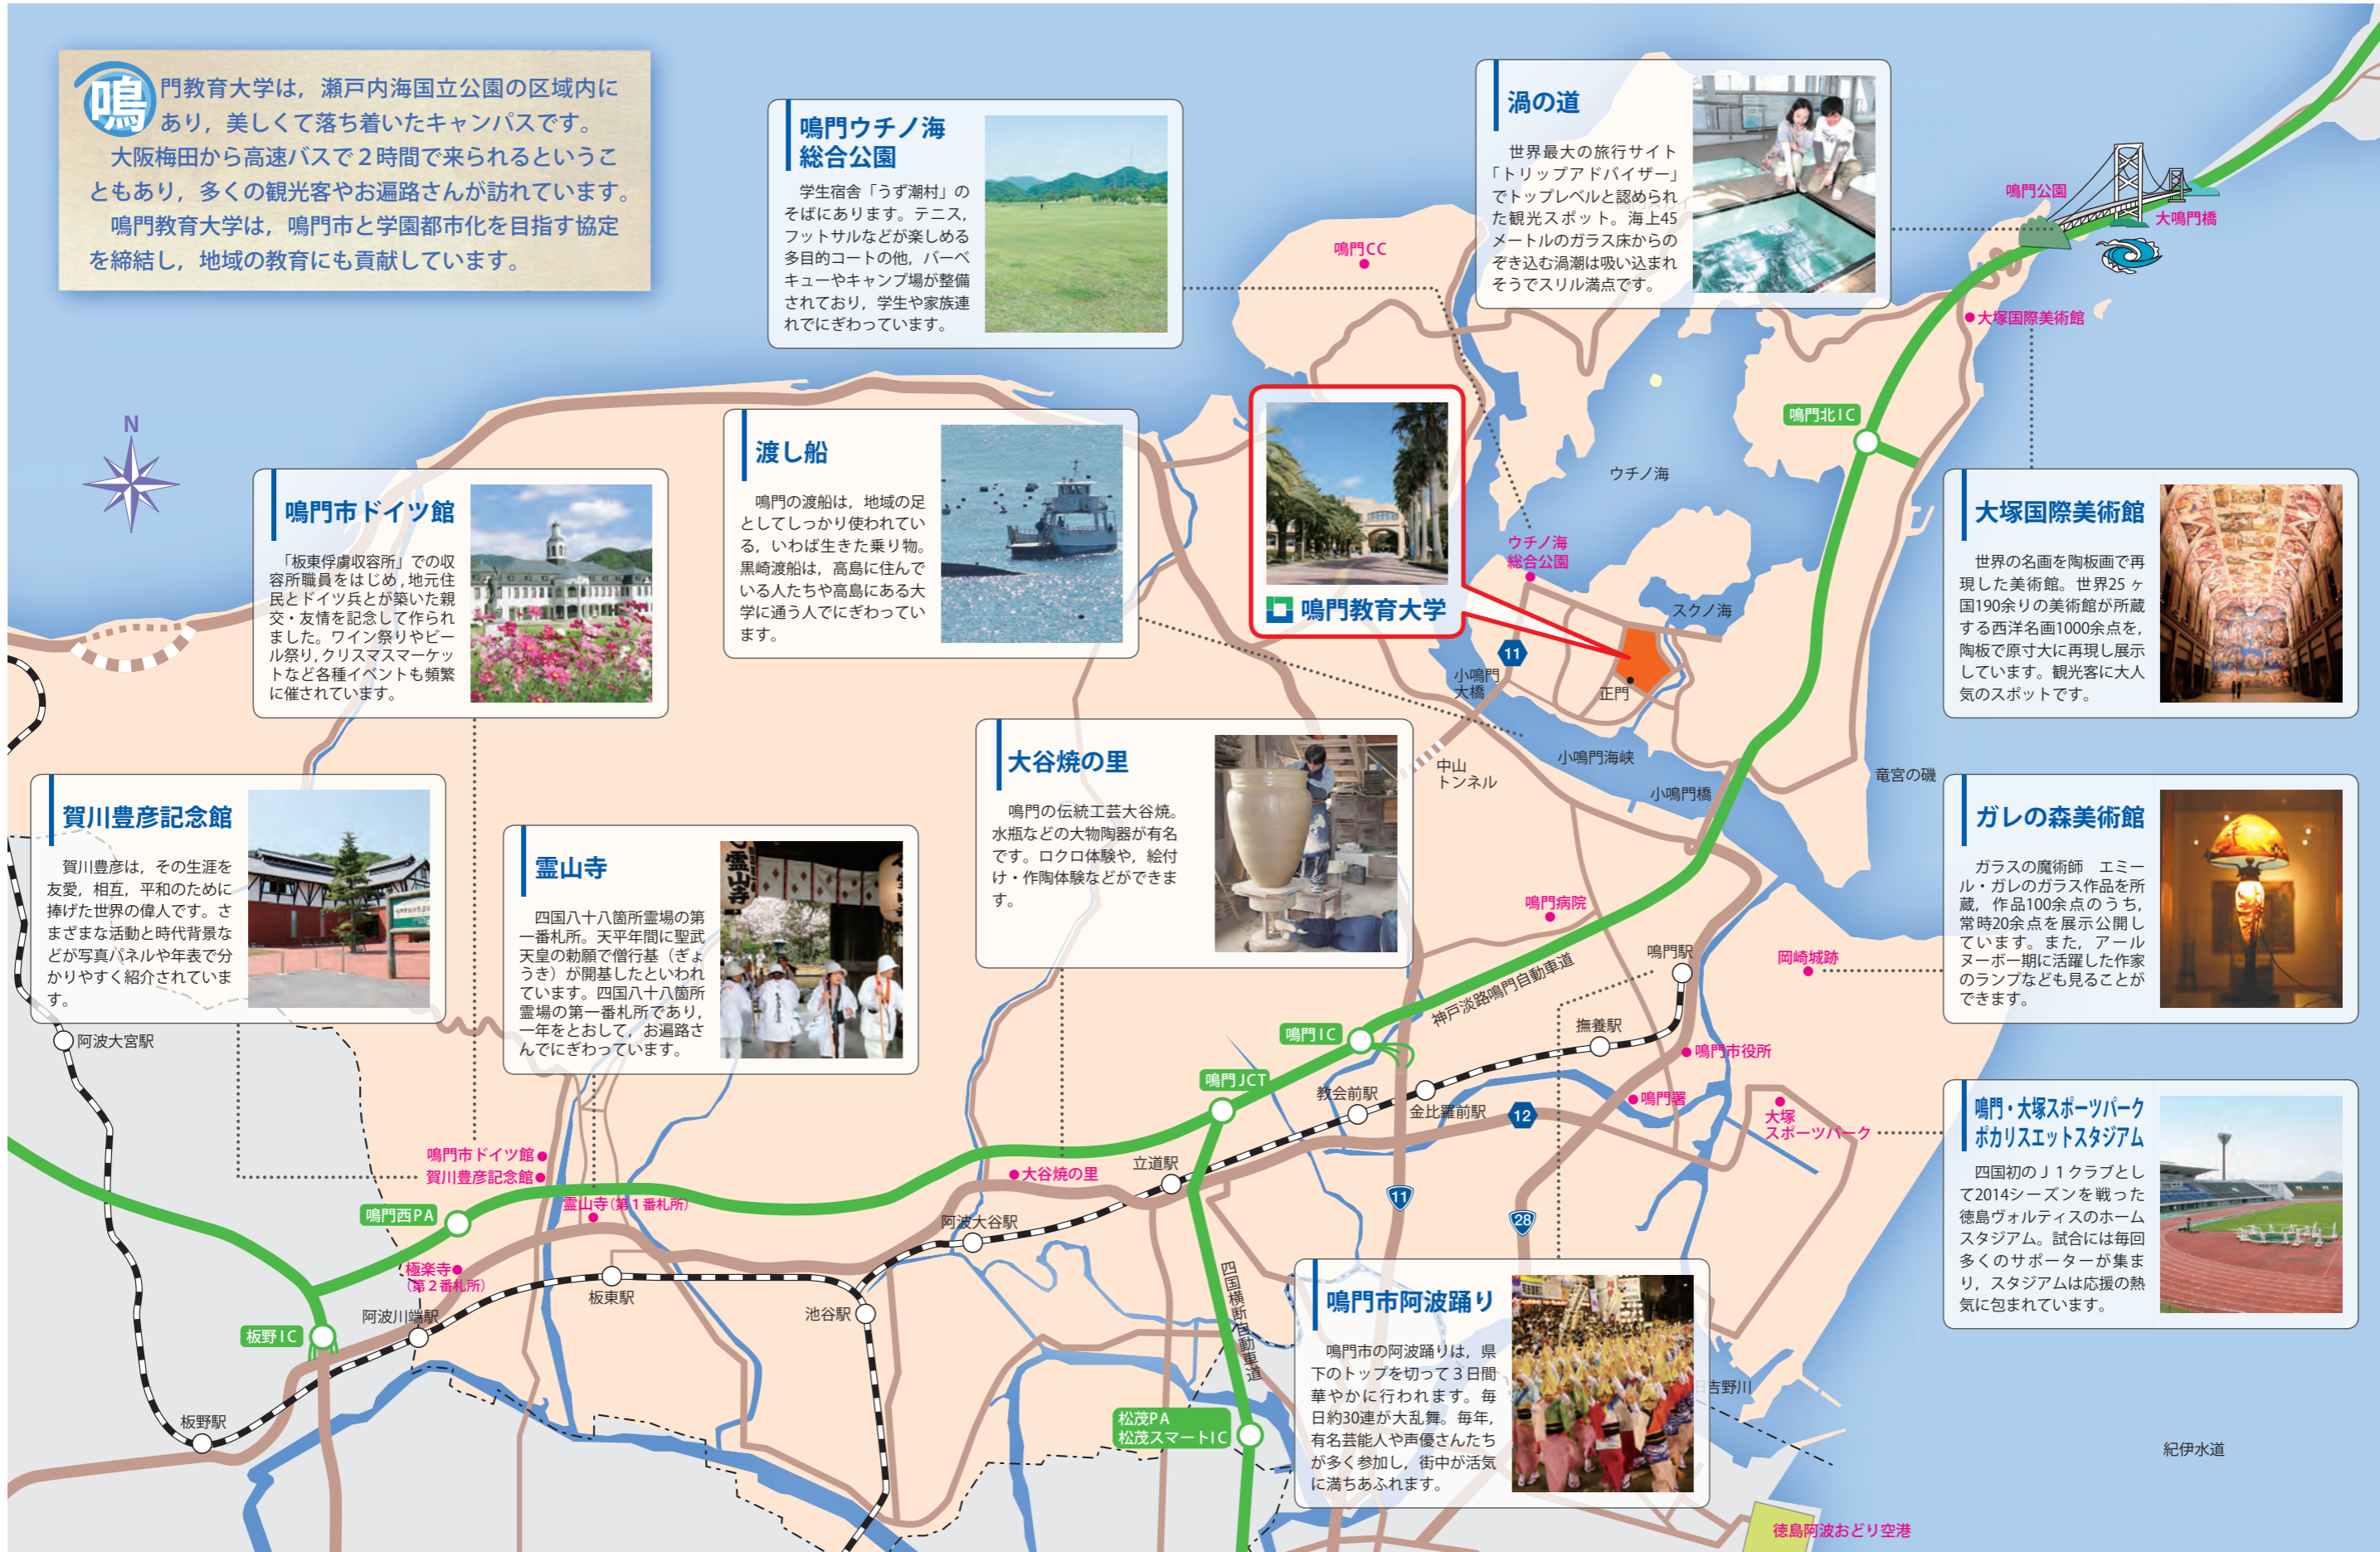 鳴門教育大学は，瀬戸内海国立公園の区域内に
あり，美しくて落ち着いたキャンパスです。
大阪梅田から高速バスで２時間で来られるというこ
ともあり，多くの観光客やお遍路さんが訪れています。
鳴門教育大学は，鳴門市と学園都市化を目指す協定
を締結し，地域の教育にも貢献しています。
鳴門ウチノ海
総合公園
学生宿舎「うず潮村」の
そばにあります。テニス，
フットサルなどが楽しめる
多目的コートの他，バーベ
キューやキャンプ場が整備
されており，学生や家族連
れでにぎわっています。
渦の道
世界最大の旅行サイト
「トリップアドバイザー」
でトップレベルと認められ
た観光スポット。海上45
メートルのガラス床からの
ぞき込む渦潮は吸い込まれ
そうでスリル満点です。
鳴門公園
大鳴門橋
鳴門CC
大塚国際美術館
鳴門北IC
N
渡し船
鳴門の渡船は，地域の足
としてしっかり使われてい
る，いわば生きた乗り物。
黒崎渡船は，高島に住んで
いる人たちや高島にある大
学に通う人でにぎわってい
ます。
鳴門教育大学
ウチノ海
ウチノ海
総合公園
スクノ海
11
小鳴門
大橋
正門
鳴門市ドイツ館
「板東俘虜収容所」での収
容所職員をはじめ，地元住
民とドイツ兵とが築いた親
交・友情を記念して作られ
ました。ワイン祭りやビー
ル祭り，クリスマスマーケッ
トなど各種イベントも頻繁
に催されています。
大塚国際美術館
世界の名画を陶板画で再
現した美術館。世界25ヶ
国190余りの美術館が所蔵
する西洋名画1000余点を，
陶板で原寸大に再現し展示
しています。観光客に大人
気のスポットです。
大谷焼の里
鳴門の伝統工芸大谷焼。
水瓶などの大物陶器が有名
です。ロクロ体験や，絵付
け・作陶体験などができま
す。
中山
トンネル
小鳴門海峡
小鳴門橋
竜宮の磯
賀川豊彦記念館
賀川豊彦は，その生涯を
友愛，相互，平和のために
捧げた世界の偉人です。さ
まざまな活動と時代背景な
どが写真パネルや年表で分
かりやすく紹介されていま
す。
霊山寺
四国八十八箇所霊場の第
一番札所。天平年間に聖武
天皇の勅願で僧行基（ぎょ
うき）が開基したといわれ
ています。四国八十八箇所
霊場の第一番札所であり，
一年をとおして，お遍路さ
んでにぎわっています。
霊山寺
ガレの森美術館
ガラスの魔術師　エミー
ル・ガレのガラス作品を所
蔵，作品100余点のうち，
常時20余点を展示公開し
ています。また，アール
ヌーボー期に活躍した作家
のランプなども見ることが
できます。
鳴門病院
鳴門駅
岡崎城跡
神戸淡路鳴門自動車道
阿波大宮駅
鳴門IC
撫養駅
鳴門市役所
鳴門JCT
教会前駅
金比羅前駅
12
鳴門署
大塚
スポーツパーク
鳴門・大塚スポーツパーク
ポカリスエットスタジアム
四国初のＪ１クラブとし
て2014シーズンを戦った
徳島ヴォルティスのホーム
スタジアム。試合には毎回
多くのサポーターが集ま
り，スタジアムは応援の熱
気に包まれています。
鳴門市ドイツ館
賀川豊彦記念館
霊山寺（第１番札所）
大谷焼の里
立道駅
11
28
鳴門西PA
阿波大谷駅
極楽寺
（第２番札所）
阿波川端駅
板東駅
池谷駅
板野IC
四国横断自動車道
板野駅
松茂PA
松茂スマートIC
鳴門市阿波踊り
鳴門市の阿波踊りは，県
下のトップを切って３日間
華やかに行われます。毎
日約30連が大乱舞。毎年，
有名芸能人や声優さんたち
が多く参加し，街中が活気
に満ちあふれます。
旧吉野川
紀伊水道
徳島阿波おどり空港